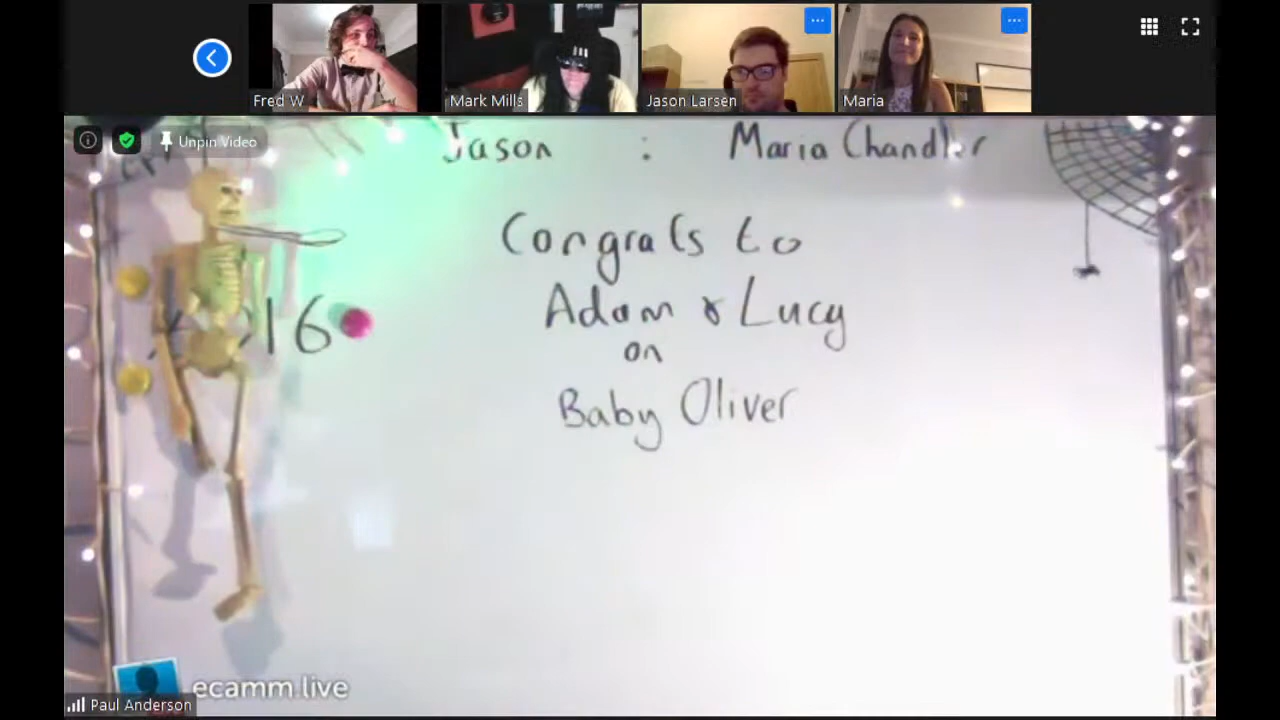 Fred W
Mark Mills
Jason Larsen
Maria
Unpin Video
Jason : Maria Chandler
Congrats to
Adam & Lucy
on
Baby Oliver
16
ecamm.live
Paul Anderson